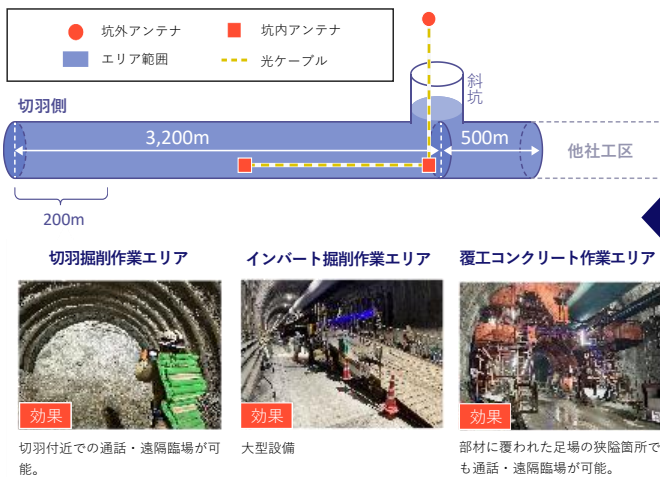 坑外アンテナ
坑内アンテナ
エリア範囲
光ケーブル
斜坑
切羽側
3,200m
500m
他社工区
200m
切羽掘削作業エリア
インバート掘削作業エリア
覆工コンクリート作業エリア
効果
効果
効果
切羽付近での通話・遠隔臨場が可
能。
大型設備
部材に覆われた足場の狭隘箇所で
も通話・遠隔臨場が可能。